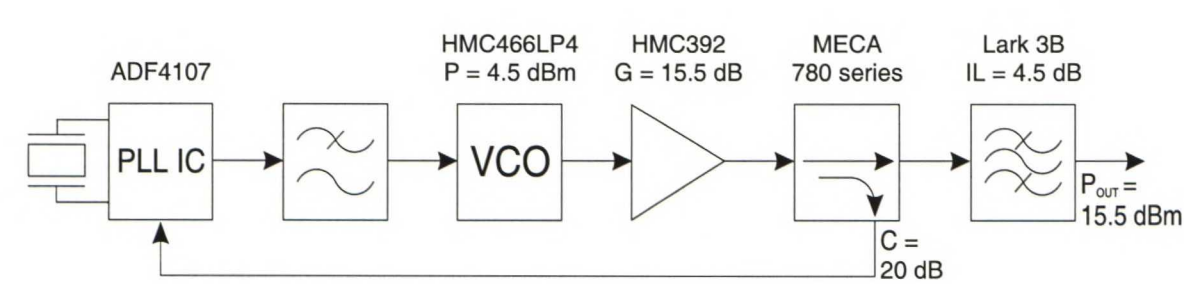 ADF4107
PLL IC
HMC466LP4
P = 4.5 dBm
VCO
HMC392
G = 15.5 dB
MECA
780 series
C =
20 dB
Lark 3B
IL = 4.5 dB
POUT =
15.5 dBm